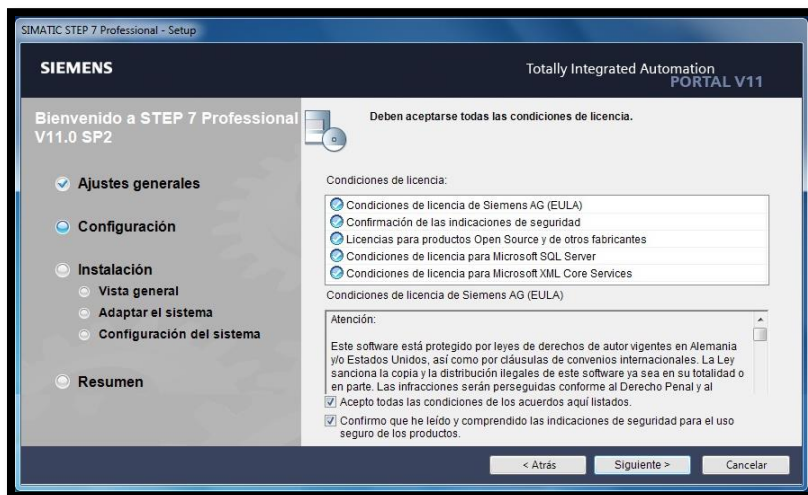 SIMATIC STEP 7 Professional - Setup
SIEMENS
Totally Integrated Automation
PORTAL V11
Bienvenido a STEP 7 Professional
V11.0 SP2
Ajustes generales
Configuración
Instalación
Vista general
Adaptar el sistema
Configuración del sistema
Resumen
Deben aceptarse todas las condiciones de licencia.
Condiciones de licencia:
Condiciones de licencia de Siemens AG (EULA)
Confirmación de las indicaciones de seguridad
Licencias para productos Open Source y de otros fabricantes
Condiciones de licencia para Microsoft SQL Server
Condiciones de licencia para Microsoft XML Core Services
Condiciones de licencia de Siemens AG (EULA)
Atención:
Este software está protegido por leyes de derechos de autor vigentes en Alemania
y/o Estados Unidos, así como por cláusulas de convenios internacionales. La Ley
sanciona la copia y la distribución ilegales de este software ya sea en su totalidad o
en parte. Las infracciones serán perseguidas conforme al Derecho Penal y al
Acepto todas las condiciones de los acuerdos aquí listados.
Confirmo que he leído y comprendido las indicaciones de seguridad para el uso
seguro de los productos.
< Atrás
Siguiente >
Cancelar